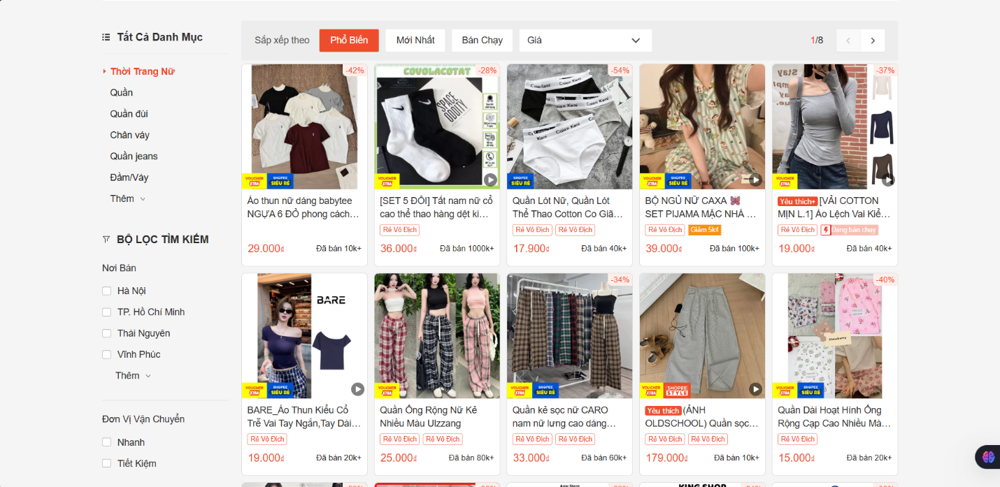 Tất Cả Danh Mục
Thời Trang Nữ
Quần
Quần đùi
Chân váy
Quần jeans
Đầm/Váy
Thêm
BỘ LỌC TÌM KIẾM
Nơi Bán
Hà Nội
TP. Hồ Chí Minh
Thái Nguyên
Vĩnh Phúc
Thêm
Đơn Vị Vận Chuyển
Nhanh
Tiết Kiệm
Sắp xếp theo
Phổ Biến
Mới Nhất
Bán Chạy
Giá
1/8
-42%
VOUCHER XTRA
SHOPEE SIÊU RẺ
Áo thun nữ dáng babytee
NGỰA 6 ĐỎ phong cách...
29.000₫
Đã bán 10k+
COVOLACOTAT
-28%
SPACE
ODDITY
VOUCHER XTRA
[SET 5 ĐÔI] Tất nam nữ cổ
cao thể thao hàng dệt ki...
Rẻ Vô Địch
36.000₫
Đã bán 1000k+
-54%
Caion Keni
Caion Keni
Caion Keni
SHOPEE SIÊU RẺ
Quần Lót Nữ, Quần Lót
Thể Thao Cotton Co Giã...
Rẻ Vô Địch
Rẻ Vô Địch
17.900₫
Đã bán 40k+
VOUCHER XTRA
SHOPEE SIÊU RẺ
BỘ NGỦ NỮ CAXA 🦋
SET PIJAMA MẶC NHÀ ...
Rẻ Vô Địch
Giảm 5k₫
39.000₫
Đã bán 100k+
-37%
VOUCHER XTRA
Yêu thích+ [VẢI COTTON
MỊN L.1] Áo Lệch Vai Kiể...
Rẻ Vô Địch
Đang bán chạy
19.000₫
Đã bán 40k+
BARE
VOUCHER XTRA
SHOPEE SIÊU RẺ
BARE_Áo Thun Kiểu Cổ
Trễ Vai Tay Ngắn,Tay Dài...
Rẻ Vô Địch
19.000₫
Đã bán 20k+
VOUCHER XTRA
Quần Ống Rộng Nữ Kẻ
Nhiều Màu Ulzzang
Rẻ Vô Địch
Rẻ Vô Địch
25.000₫
Đã bán 80k+
-34%
VOUCHER XTRA
SHOPEE SIÊU RẺ
Quần kẻ sọc nữ CARO
nam nữ lưng cao dáng...
Rẻ Vô Địch
Rẻ Vô Địch
33.000₫
Đã bán 60k+
VOUCHER XTRA
SHOPEE STYLE
Yêu thích (ẢNH
OLDSCHOOL) Quần sọc...
Rẻ Vô Địch
Rẻ Vô Địch
179.000₫
Đã bán 10k+
-40%
VOUCHER XTRA
SHOPEE SIÊU RẺ
Quần Dài Hoạt Hình Ống
Rộng Cạp Cao Nhiều Mà...
Rẻ Vô Địch
15.000₫
Đã bán 20k+
KING SHOP